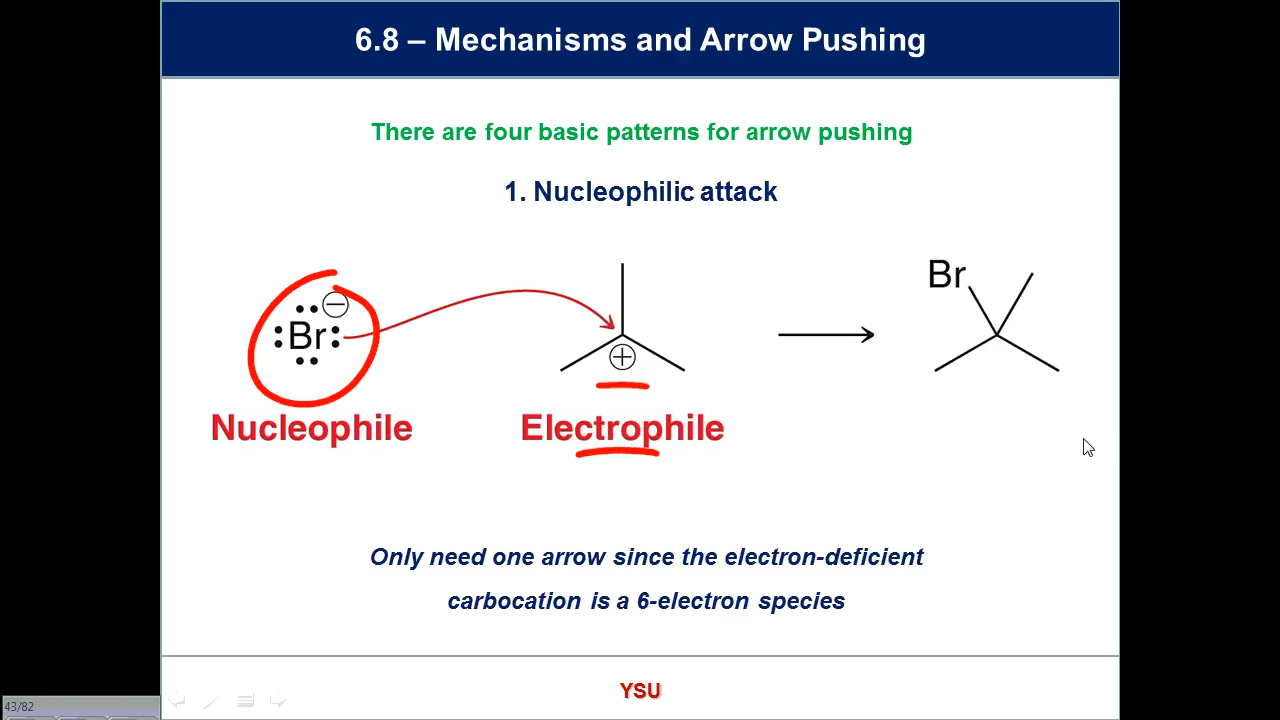 6.8 – Mechanisms and Arrow Pushing
There are four basic patterns for arrow pushing
1. Nucleophilic attack
Br
Br
Nucleophile
Electrophile
Only need one arrow since the electron-deficient
carbocation is a 6-electron species
YSU
43/82